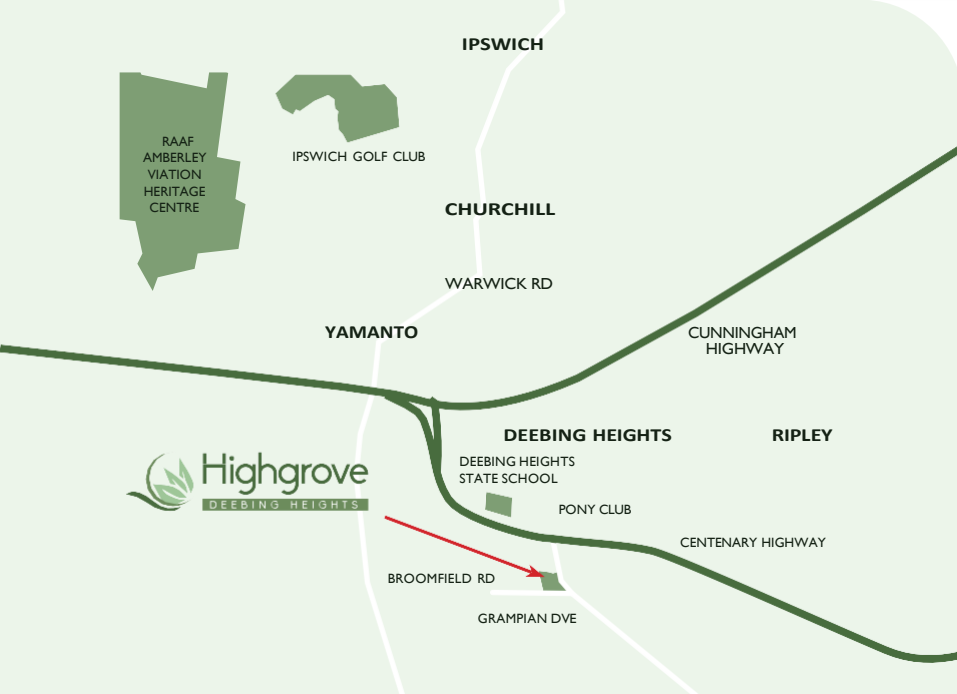 IPSWICH
RAAF
AMBERLEY
VIATION
HERITAGE
CENTRE
IPSWICH GOLF CLUB
CHURCHILL
WARWICK RD
YAMANTO
CUNNINGHAM
HIGHWAY
DEEBING HEIGHTS
RIPLEY
Highgrove
DEEBING HEIGHTS
DEEBING HEIGHTS
STATE SCHOOL
PONY CLUB
CENTENARY HIGHWAY
BROOMFIELD RD
GRAMPIAN DVE